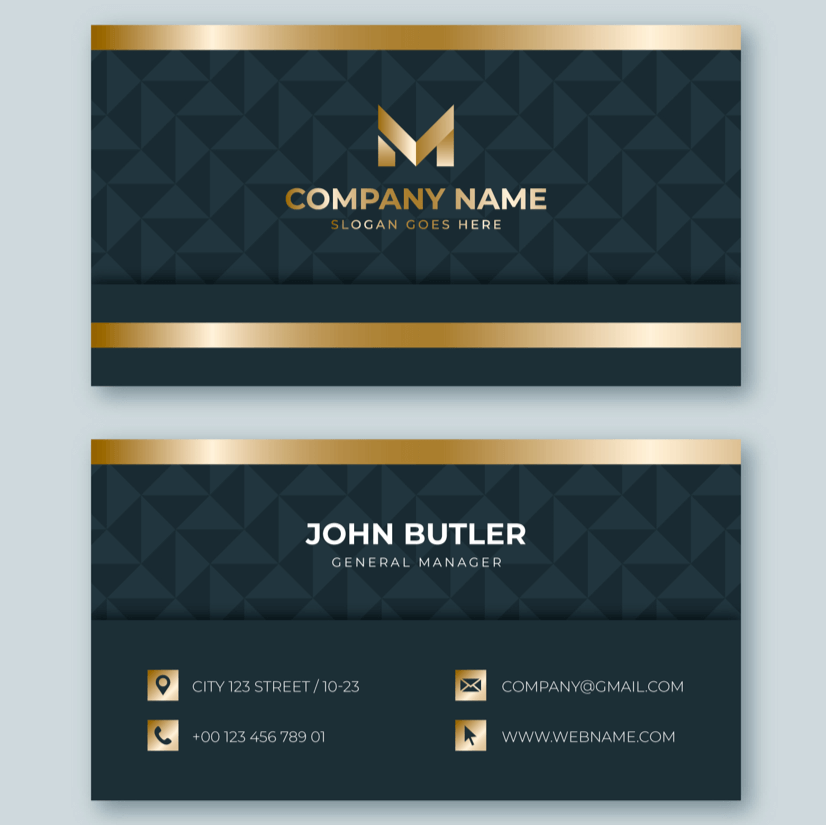 M
COMPANY NAME
SLOGAN GOES HERE
JOHN BUTLER
GENERAL MANAGER
CITY 123 STREET / 10-23
COMPANY@GMAIL.COM
+00 123 456 789 01
WWW.WEBNAME.COM